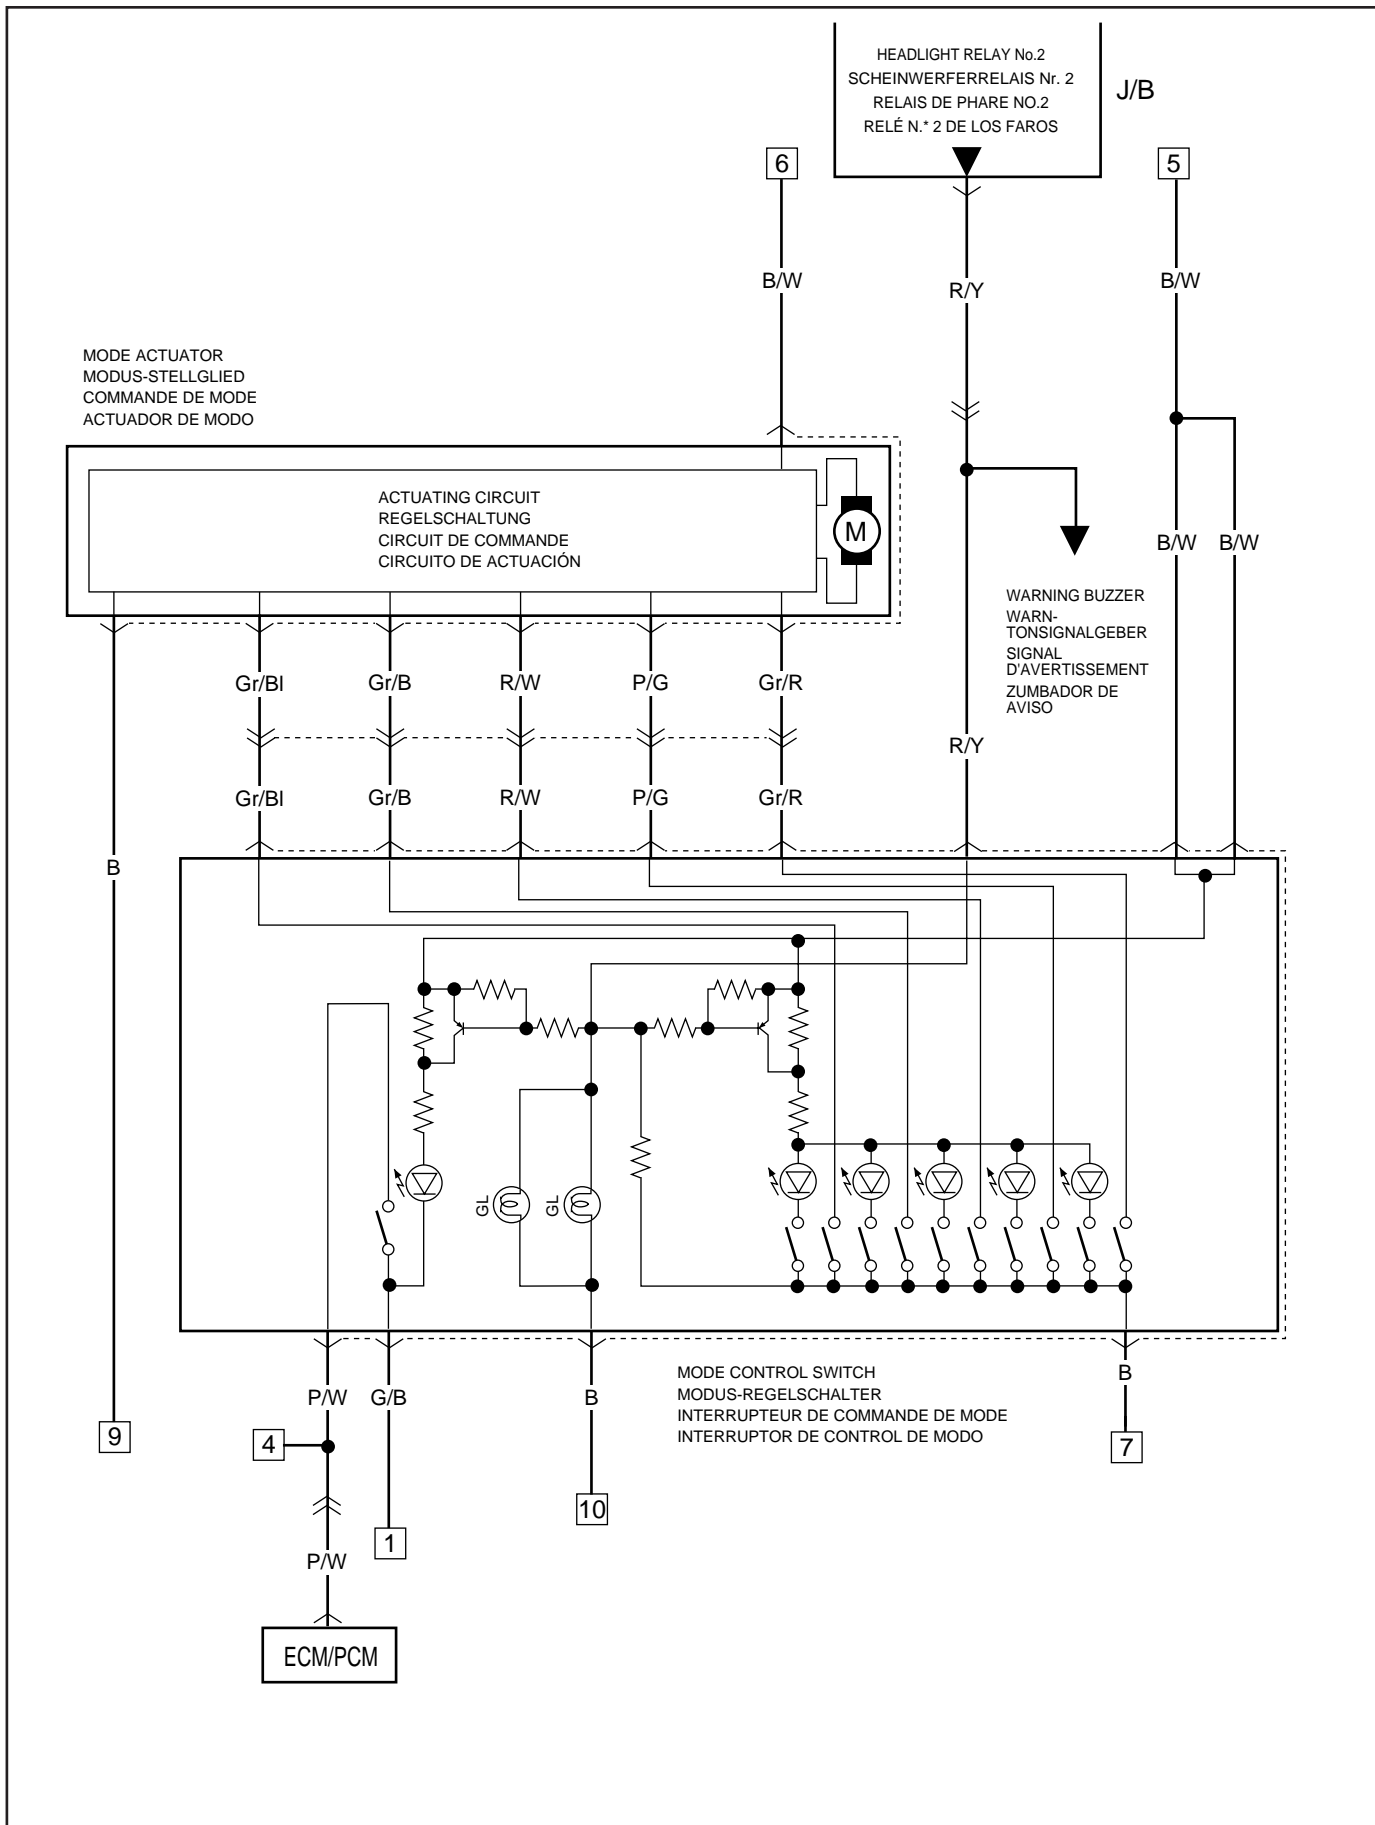 HEADLIGHT RELAY No.2
SCHEINWERFERRELAIS Nr. 2
RELAIS DE PHARE NO.2
RELÉ N.* 2 DE LOS FAROS
J/B
6
5
B/W
R/Y
B/W
MODE ACTUATOR
MODUS-STELLGLIED
COMMANDE DE MODE
ACTUADOR DE MODO
ACTUATING CIRCUIT
REGELSCHALTUNG
CIRCUIT DE COMMANDE
CIRCUITO DE ACTUACIÓN
M
B/W
B/W
WARNING BUZZER
WARN-
TONSIGNALGEBER
SIGNAL
D'AVERTISSEMENT
ZUMBADOR DE
AVISO
Gr/Bl
Gr/B
R/W
P/G
Gr/R
R/Y
Gr/Bl
Gr/B
R/W
P/G
Gr/R
B
GL
GL
MODE CONTROL SWITCH
MODUS-REGELSCHALTER
INTERRUPTEUR DE COMMANDE DE MODE
INTERRUPTOR DE CONTROL DE MODO
P/W
G/B
B
B
9
4
7
10
1
P/W
ECM/PCM